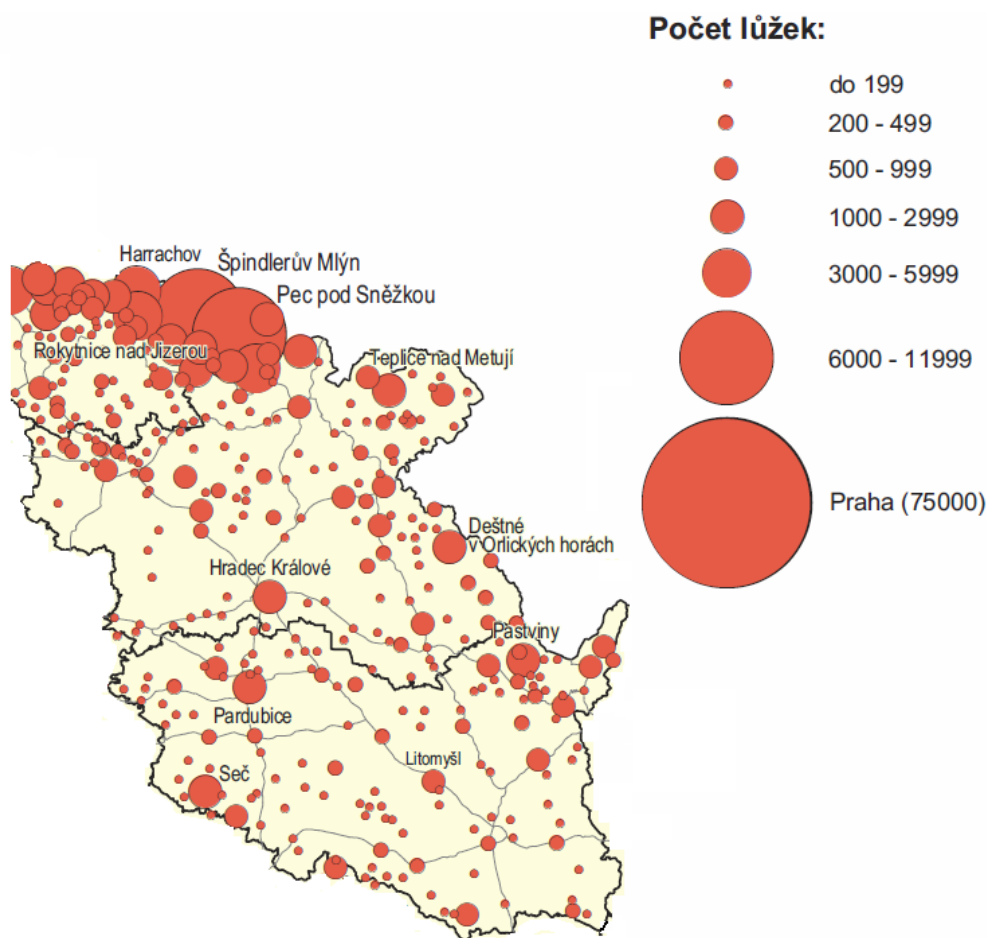 Počet lůžek:
do 199
200 - 499
500 - 999
1000 - 2999
3000 - 5999
6000 - 11999
Praha (75000)
Harrachov
Špindlerův Mlýn
Pec pod Sněžkou
Rokytnice nad Jizerou
Teplice nad Metují
Deštné
v Orlických horách
Hradec Králové
Pastviny
Pardubice
Litomyšl
Seč